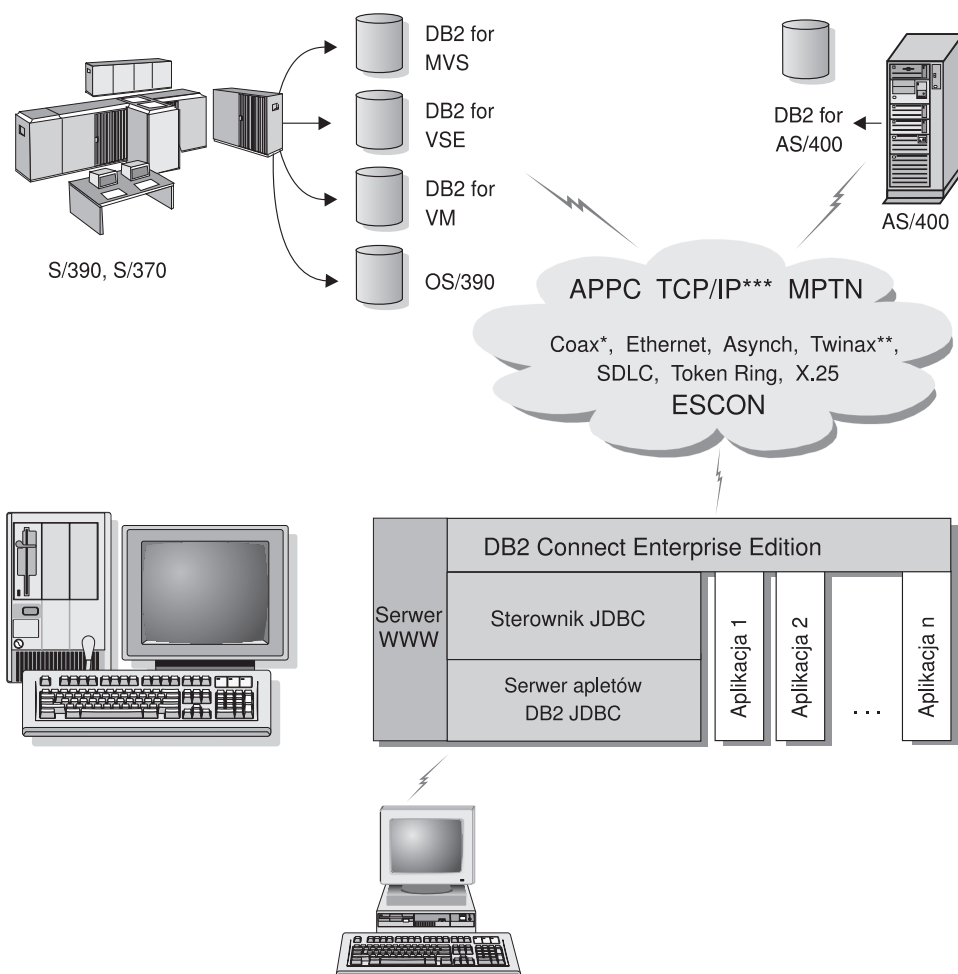 DB2 for
MVS
DB2 for
VSE
DB2 for
VM
OS/390
S/390, S/370
DB2 for
AS/400
AS/400
APPC TCP/IP*** MPTN
Coax*, Ethernet, Asynch, Twinax**,
SDLC, Token Ring, X.25
ESCON
DB2 Connect Enterprise Edition
Serwer
WWW
Sterownik JDBC
Serwer apletów
DB2 JDBC
Aplikacja 1
Aplikacja 2
. . .
Aplikacja n